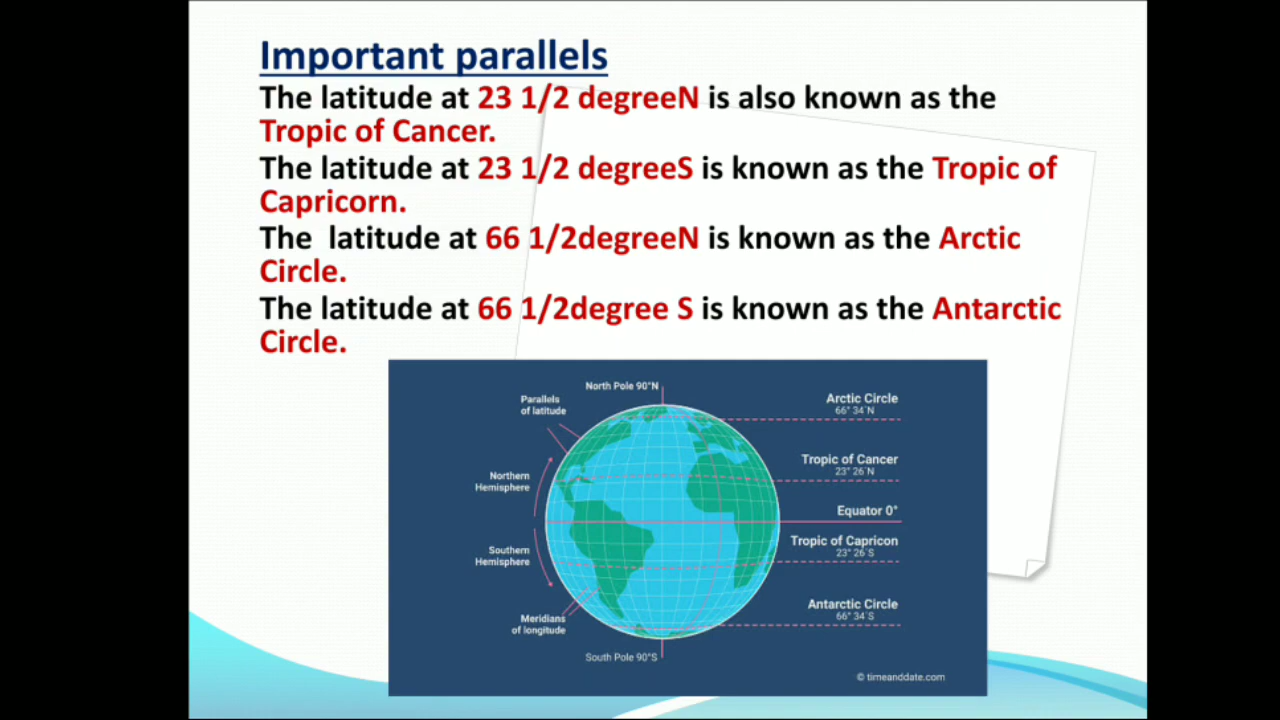 Important parallels
The latitude at 23 1/2 degreeN is also known as the
Tropic of Cancer.
The latitude at 23 1/2 degreeS is known as the Tropic of
Capricorn.
The  latitude at 66 1/2degreeN is known as the Arctic
Circle.
The latitude at 66 1/2degree S is known as the Antarctic
Circle.
North Pole 90°N
Parallels
of latitude
Northern
Hemisphere
Southern
Hemisphere
Meridians
of longitude
South Pole 90°S
Arctic Circle
66° 34'N
Tropic of Cancer
23° 26'N
Equator 0°
Tropic of Capricon
23° 26'S
Antarctic Circle
66° 34'S
© timeanddate.com